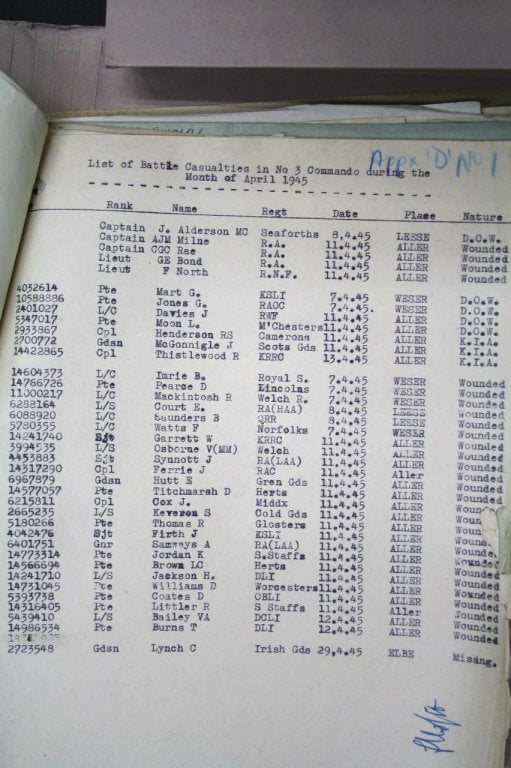 Appx 'D' No 1
List of Battle Casualties in No 3 Commando during the
Month of April 1945
Rank Name Regt Date Plase Nature
Captain J. Alderson MC Seaforths 8.4.45 LEESE D.O.W.
Captain AJM Milne R.A. 11.4.45 ALLER Wounded
Captain CGC Rae R.A. 11.4.45 ALLER Wounded
Lieut GE Bond R.A. 11.4.45 ALLER Wounded
Lieut F North R.N.F. 11.4.45 ALLER Wounded
4032614 Pte Mart G. KSLI 7.4.45 WESER D.O.W.
10588886 Pte Jones G. RAOC 7.4.45. WESER D.O.W.
2401027 L/C Davies J RWF 11.4.45 ALLER D.O.W.
5347017 Pte Moon L. M'Chesters 11.4.45 ALLER D.O.W.
2933867 Cpl Henderson RS Camerons 11.4.45 ALLER K.I.A.
2700772 Gdsn McGonnigle J Scots Gds 11.4.45 ALLER K.I.A.
14422865 Cpl Thistlewood R KRRC 13.4.45 ALLER K.I.A.
14604373 L/C Imrie B. Royal S. 7.4.45 WESER Wounded
14766726 Pte Pearce D Lincolns 7.4.45 WESER Wounded
11000217 L/C Mackintosh R Welch R. 7.4.45 WESER Wounded
6288164 L/S Court E. RA(HAA) 8.4.45 LEESE Wounded
6088920 L/C Saunders B QRR 8.4.45 LEESE Wounded
5780355 L/C Watts F Norfolks 7.4.45 WESER Wounded
14241740 Sjt Garrett W KRRC 11.4.45 ALLER Wounded
3994535 L/S Osborne V(MM) Welch 11.4.45 ALLER Wounded
4453883 Sjt Synnott J RA(LAA) 11.4.45 ALLER Wounded
14317290 Cpl Ferrie J RAC 11.4.45 Aller Wounded
6967879 Gdsn Hutt E Gren Gds 11.4.45 ALLER Wounded
14577057 Pte Titchmarsh D Herts 11.4.45 ALLER Wounded
6215811 Cpl Cox J. Middx 11.4.45 ALLER Wounded
2665235 L/S Keveren S Cold Gds 11.4.45 ALLER Wounded
5180266 Pte Thomas R Glosters 11.4.45 ALLER Wounded
4042476 Sjt Firth J KSLI 11.4.45 ALLER Wounded
6401751 Gnr Samways A RA(LAA) 11.4.45 ALLER Wounded
14773314 Pte Jordan K S.Staffs 11.4.45 ALLER Wounded
14566694 Pte Brown LC Herts 11.4.45 ALLER Wounded
14241710 L/S Jackson H. DLI 11.4.45 ALLER Wounded
14731045 Pte Williams D Worcesters 11.4.45 ALLER Wounded
5393738 Pte Coates D OBLI 11.4.45 ALLER Wounded
14316405 Pte Littler R S Staffs 11.4.45 Aller Wounded
5439410 L/S Bailey VA DCLI 12.4.45 ALLER Wounded
14986534 Pte Burns T DLI 12.4.45 ALLER Wounded
2723548 Gdsn Lynch C Irish Gds 29.4.45 ELBE Missing.